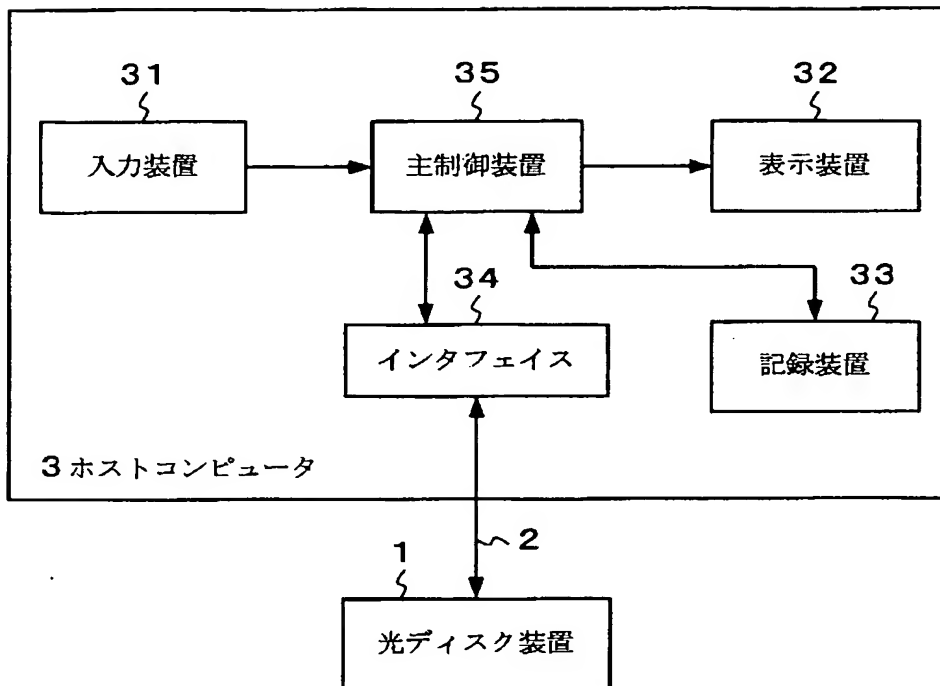 31
35
32
入力装置
主制御装置
表示装置
34
33
インタフェイス
記録装置
3 ホストコンピュータ
2
1
光ディスク装置